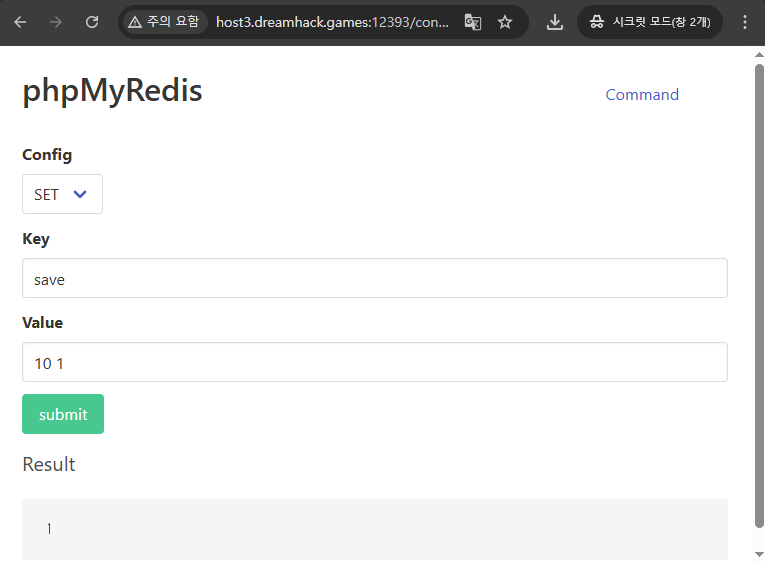 주의 요함 host3.dreamhack.games:12393/con... 시크릿 모드(창 2개)
phpMyRedis Command
Config
SET
Key
save
Value
10 1
submit
Result
1